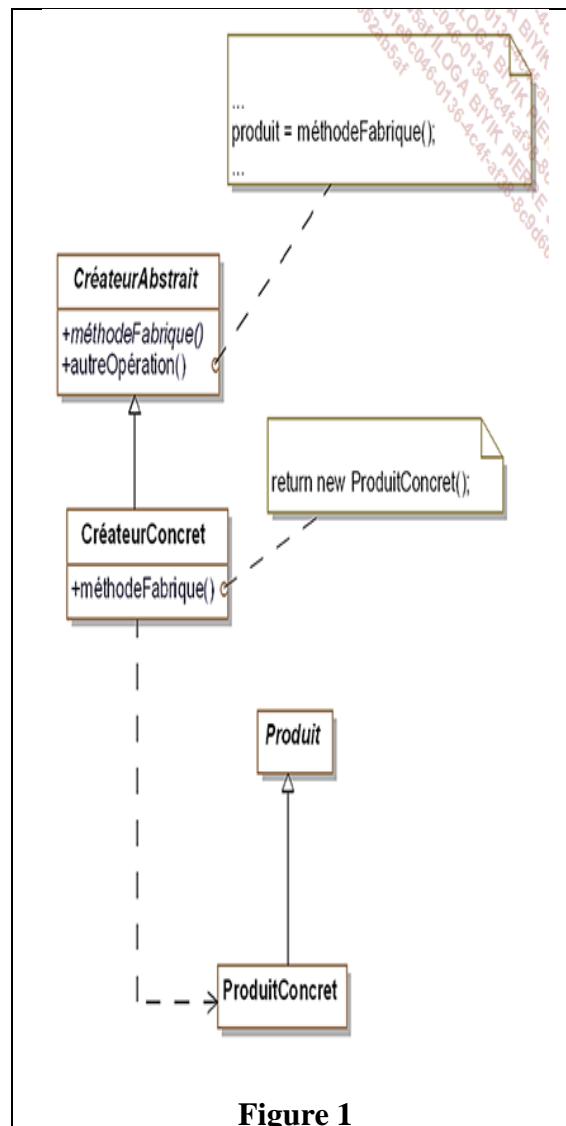 ...
produit = méthodeFabrique();
...
CréateurAbstrait
+méthodeFabrique()
+autreOpération()
return new ProduitConcret();
CréateurConcret
+méthodeFabrique()
Produit
ProduitConcret
Figure 1